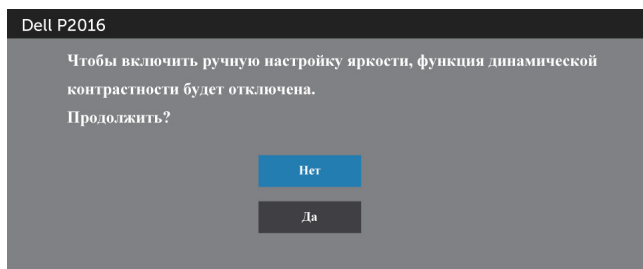 Dell P2016
Чтобы включить ручную настройку яркости, функция динамической
контрастности будет отключена.
Продолжить?
Нет
Да